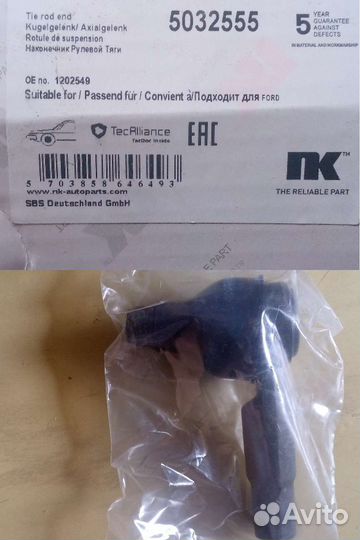 Tie rod end
Kugelgelenk/ Axialgelenk
Rotule de suspension
Наконечник Рулевой Тяги
5032555
5 YEAR
GUARANTEE
AGAINST
DEFECTS
IN MATERIAL AND WORKMANSHIP
OE no. 1202549
Suitable for / Passend für / Convient à/Подходит для FORD
TecAlliance
TecDoc Inside
EAC
5 703858 646493
www.nk-autoparts.com
SBS Deutschland GmbH
nk
THE RELIABLE PART
Avito